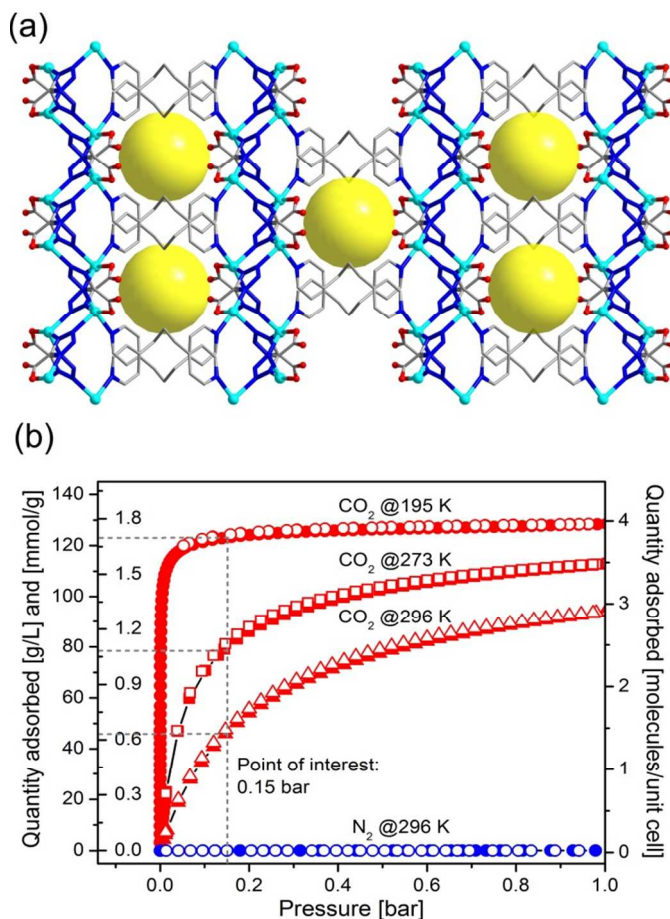 (a)
(b)
Quantity adsorbed [g/L] and [mmol/g]
140
120
100
80
60
40
20
0
1.8
1.5
1.2
0.9
0.6
0.3
0.0
CO2 @195 K
CO2 @273 K
CO2 @296 K
Point of interest:
0.15 bar
N2 @296 K
4
3
2
1
0
Quantity adsorbed
[molecules/unit cell]
0.0 0.2 0.4 0.6 0.8 1.0
Pressure [bar]